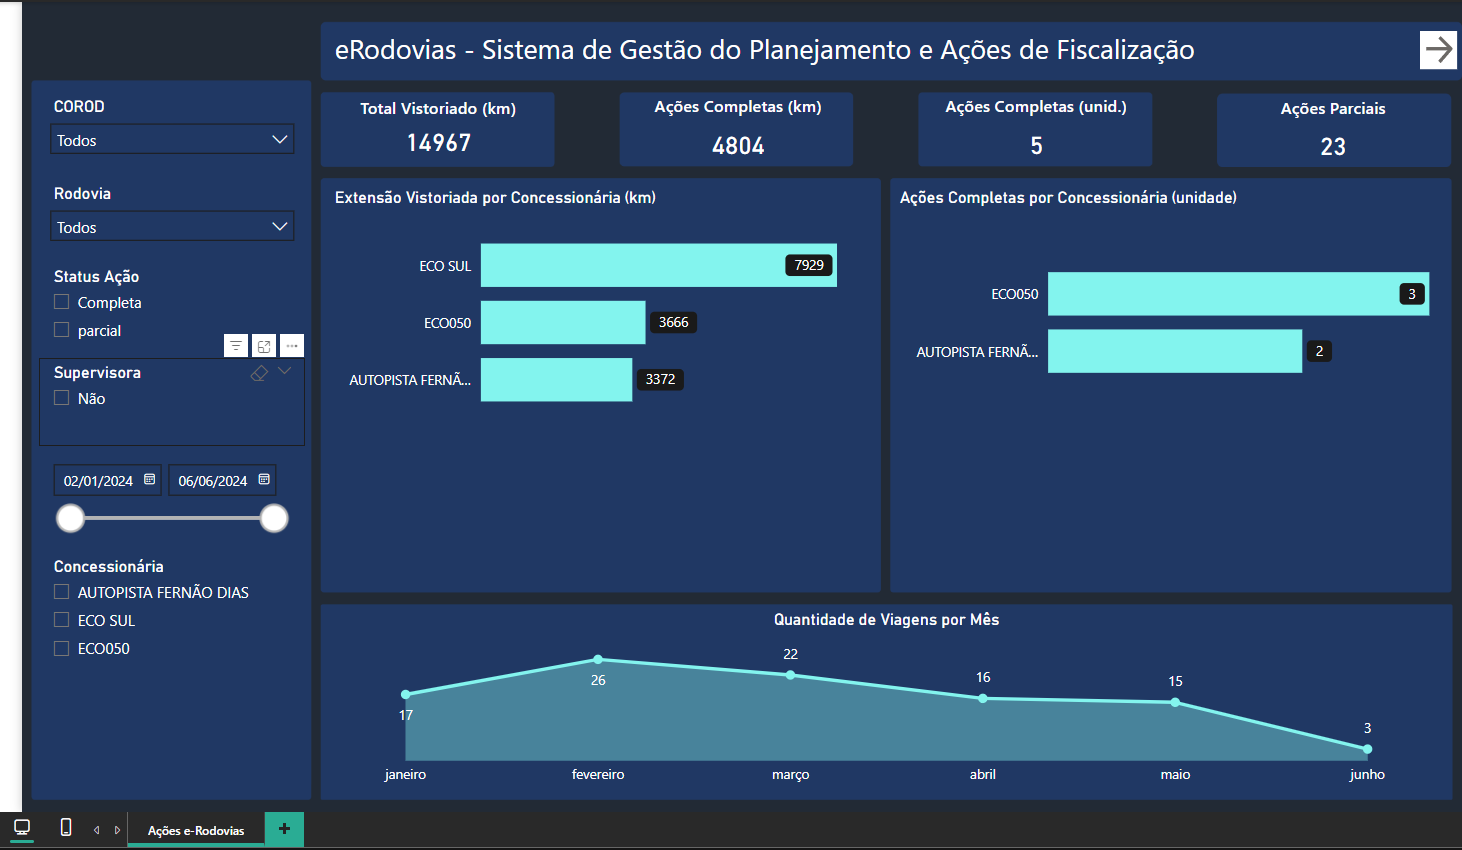 eRodovias - Sistema de Gestão do Planejamento e Ações de Fiscalização
COROD
Todos
Rodovia
Todos
Status Ação
Completa
parcial
Supervisora
Não
02/01/2024
06/06/2024
Concessionária
AUTOPISTA FERNÃO DIAS
ECO SUL
ECO050
Total Vistoriado (km)
14967
Ações Completas (km)
4804
Ações Completas (unid.)
5
Ações Parciais
23
Extensão Vistoriada por Concessionária (km)
ECO SUL
7929
ECO050
3666
AUTOPISTA FERNÃ...
3372
Ações Completas por Concessionária (unidade)
ECO050
3
AUTOPISTA FERNÃ...
2
Quantidade de Viagens por Mês
17
26
22
16
15
3
janeiro
fevereiro
março
abril
maio
junho
Ações e-Rodovias